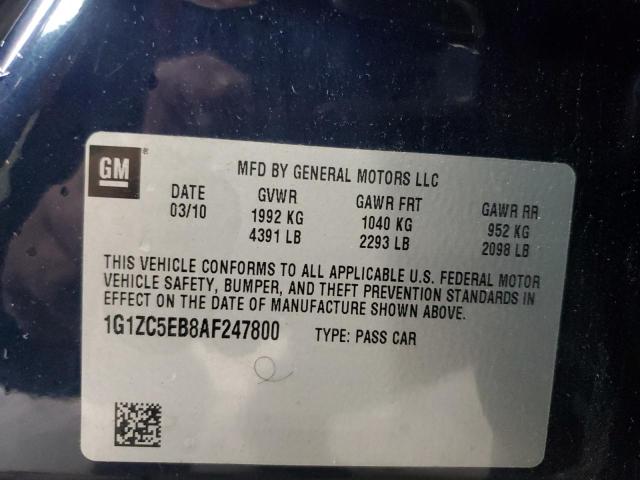 GM
MFD BY GENERAL MOTORS LLC
DATE GVWR GAWR FRT GAWR RR
03/10 1992 KG 1040 KG 952 KG
4391 LB 2293 LB 2098 LB
THIS VEHICLE CONFORMS TO ALL APPLICABLE U.S. FEDERAL MOTOR
VEHICLE SAFETY, BUMPER, AND THEFT PREVENTION STANDARDS IN
EFFECT ON THE DATE OF MANUFACTURE SHOWN ABOVE.
1G1ZC5EB8AF247800 TYPE: PASS CAR